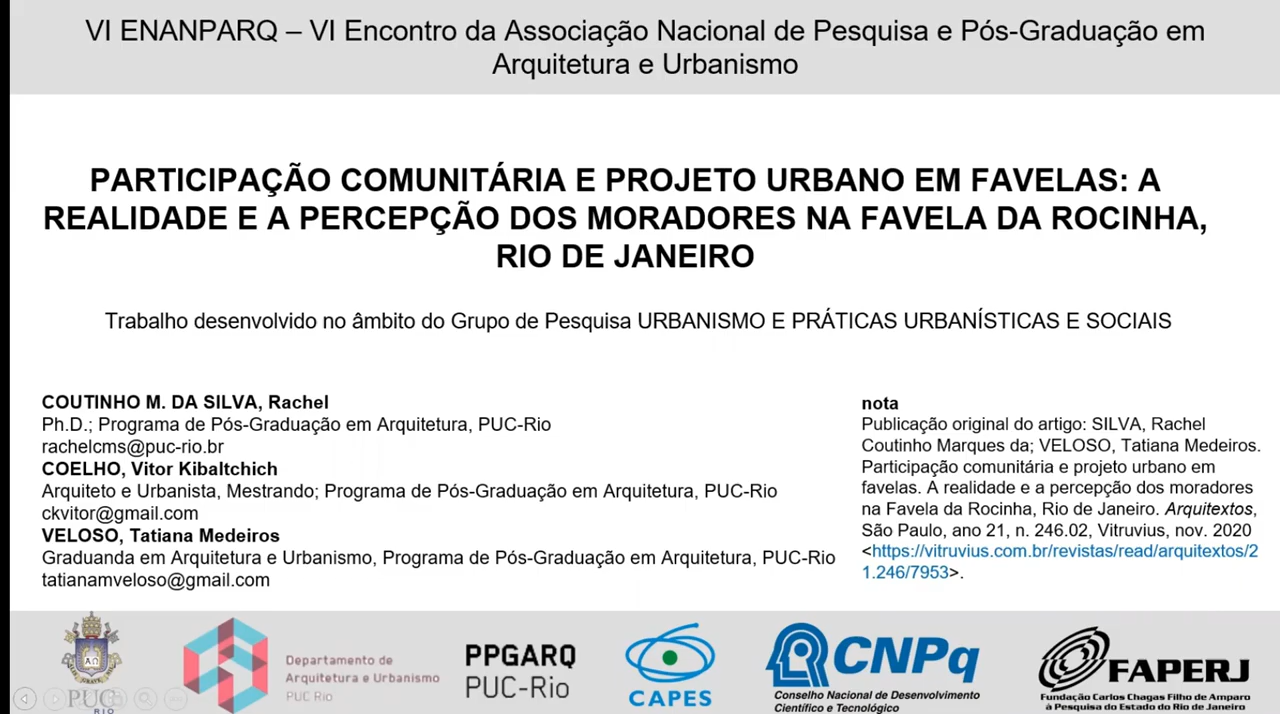 VI ENANPARQ – VI Encontro da Associação Nacional de Pesquisa e Pós-Graduação em
Arquitetura e Urbanismo
PARTICIPAÇÃO COMUNITÁRIA E PROJETO URBANO EM FAVELAS: A
REALIDADE E A PERCEPÇÃO DOS MORADORES NA FAVELA DA ROCINHA,
RIO DE JANEIRO
Trabalho desenvolvido no âmbito do Grupo de Pesquisa URBANISMO E PRÁTICAS URBANÍSTICAS E SOCIAIS
COUTINHO M. DA SILVA, Rachel
Ph.D.; Programa de Pós-Graduação em Arquitetura, PUC-Rio
rachelcms@puc-rio.br
COELHO, Vitor Kibaltchich
Arquiteto e Urbanista, Mestrando; Programa de Pós-Graduação em Arquitetura, PUC-Rio
ckvitor@gmail.com
VELOSO, Tatiana Medeiros
Graduanda em Arquitetura e Urbanismo, Programa de Pós-Graduação em Arquitetura, PUC-Rio
tatianamveloso@gmail.com
nota
Publicação original do artigo: SILVA, Rachel
Coutinho Marques da; VELOSO, Tatiana Medeiros.
Participação comunitária e projeto urbano em
favelas. A realidade e a percepção dos moradores
na Favela da Rocinha, Rio de Janeiro. Arquitextos,
São Paulo, ano 21, n. 246.02, Vitruvius, nov. 2020
<https://vitruvius.com.br/revistas/read/arquitextos/2
1.246/7953>.
PUC
RIO
Departamento de
Arquitetura e Urbanismo
PUC Rio
PPGARQ
PUC-Rio
CAPES
CNPq
Conselho Nacional de Desenvolvimento
Científico e Tecnológico
FAPERJ
Fundação Carlos Chagas Filho de Amparo
à Pesquisa do Estado do Rio de Janeiro